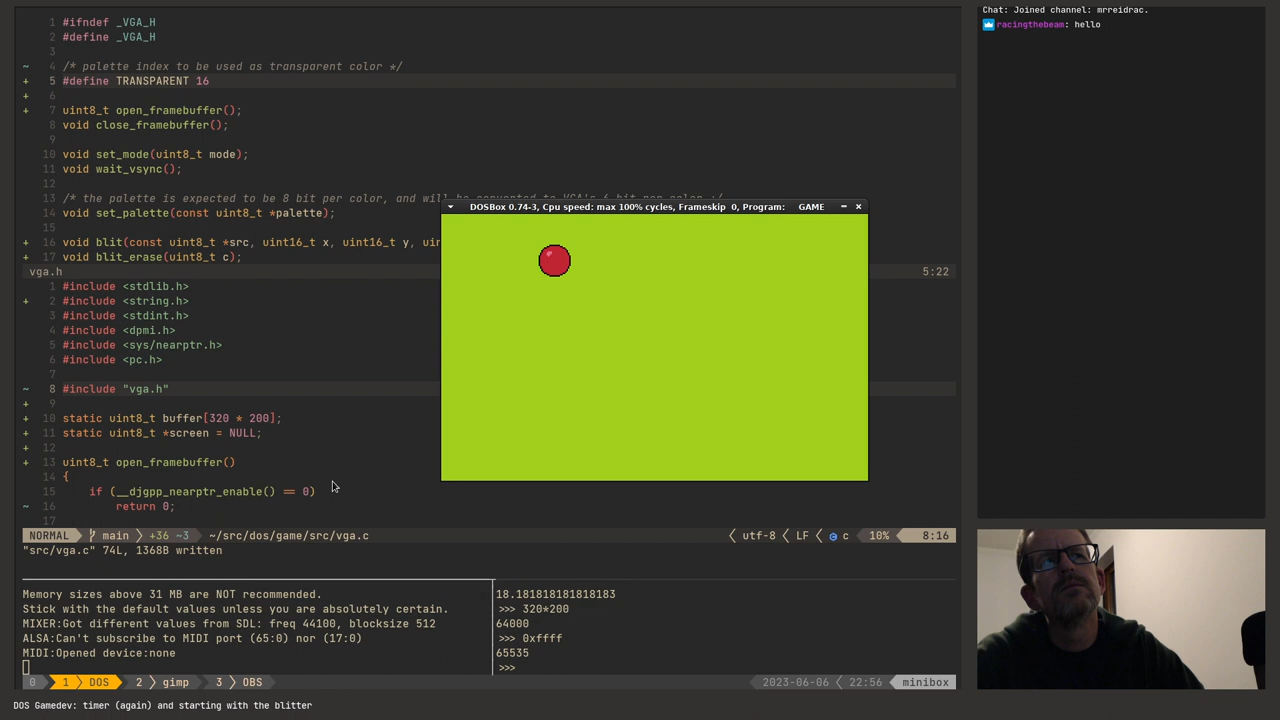 1 #ifndef _VGA_H
2 #define _VGA_H
3
~ 4 /* palette index to be used as transparent color */
+ 5 #define TRANSPARENT 16
+ 6
+ 7 uint8_t open_framebuffer();
8 void close_framebuffer();
9
10 void set_mode(uint8_t mode);
11 void wait_vsync();
12
13 /* the palette is expected to be 8 bit per color, and will be converted to VGA's 6 bit per color */
14 void set_palette(const uint8_t *palette);
15
+ 16 void blit(const uint8_t *src, uint16_t x, uint16_t y, uin
+ 17 void blit_erase(uint8_t c);
vga.h 5:22
1 #include <stdlib.h>
+ 2 #include <string.h>
3 #include <stdint.h>
4 #include <dpmi.h>
5 #include <sys/nearptr.h>
6 #include <pc.h>
7
~ 8 #include "vga.h"
+ 9
+ 10 static uint8_t buffer[320 * 200];
+ 11 static uint8_t *screen = NULL;
+ 12
+ 13 uint8_t open_framebuffer()
14 {
15 if (__djgpp_nearptr_enable() == 0)
~ 16 return 0;
17
NORMAL main +36 ~3 ~/src/dos/game/src/vga.c utf-8 LF c 10% 8:16
"src/vga.c" 74L, 1368B written
DOSBox 0.74-3, Cpu speed: max 100% cycles, Frameskip 0, Program: GAME
Memory sizes above 31 MB are NOT recommended.
Stick with the default values unless you are absolutely certain.
MIXER:Got different values from SDL: freq 44100, blocksize 512
ALSA:Can't subscribe to MIDI port (65:0) nor (17:0)
MIDI:Opened device:none
18.181818181818183
>>> 320*200
64000
>>> 0xffff
65535
>>>
0 1 DOS 2 gimp 3 OBS 2023-06-06 22:56 minibox
DOS Gamedev: timer (again) and starting with the blitter
Chat: Joined channel: mrreidrac.
racingthebeam: hello